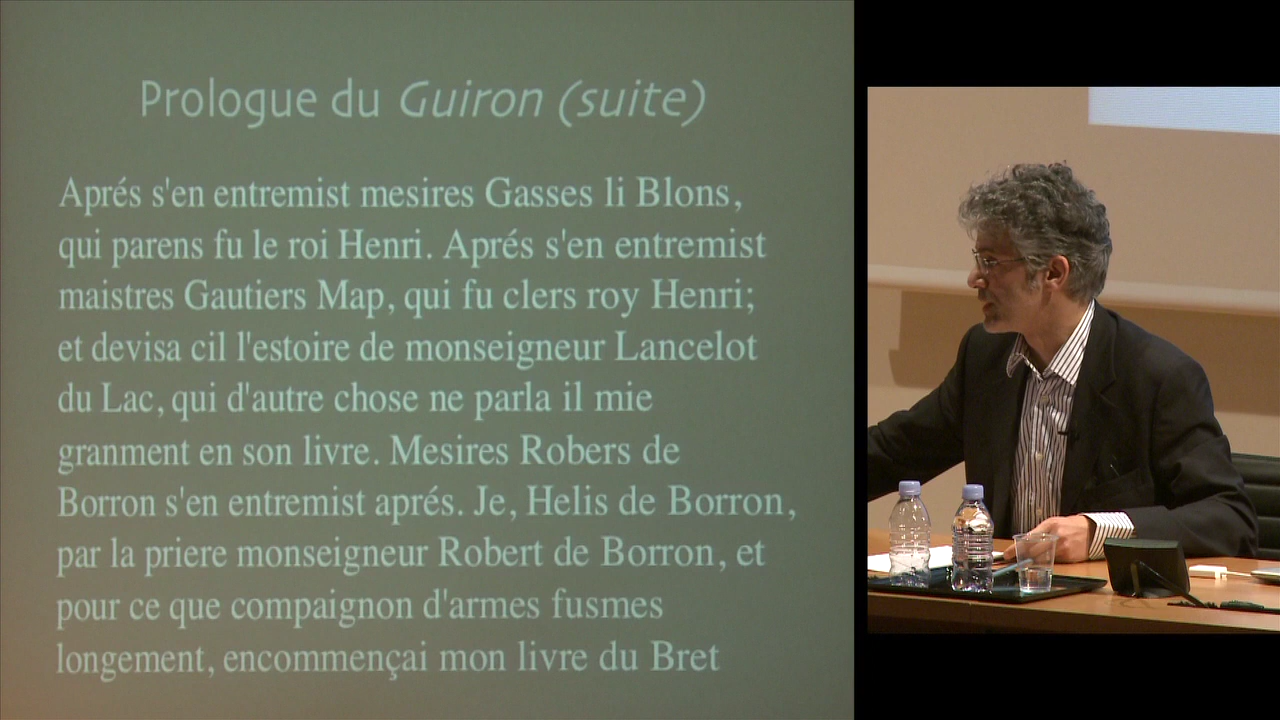 Prologue du Guiron (suite)
Aprés s'en entremist mesires Gasses li Blons,
qui parens fu le roi Henri. Aprés s'en entremist
maistres Gautiers Map, qui fu clers roy Henri;
et devisa cil l'estoire de monseigneur Lancelot
du Lac, qui d'autre chose ne parla il mie
granment en son livre. Mesires Robers de
Borron s'en entremist aprés. Je, Helis de Borron,
par la priere monseigneur Robert de Borron, et
pour ce que compaignon d'armes fusmes
longement, encommençai mon livre du Bret